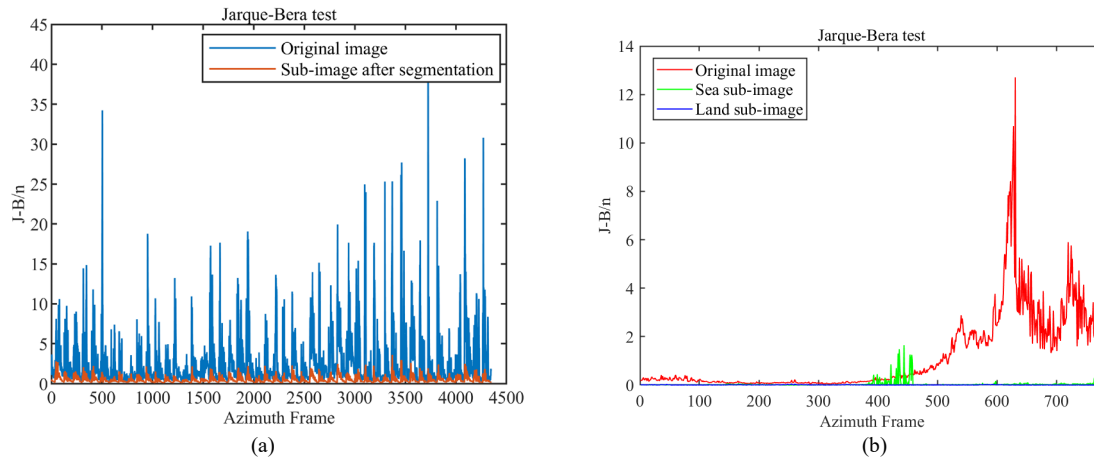 Jarque-Bera test
Original image
Sub-image after segmentation
45
40
35
30
25
20
15
10
5
0
J-B/n
0 500 1000 1500 2000 2500 3000 3500 4000 4500
Azimuth Frame
(a)
Jarque-Bera test
Original image
Sea sub-image
Land sub-image
14
12
10
8
6
4
2
0
J-B/n
0 100 200 300 400 500 600 700
Azimuth Frame
(b)